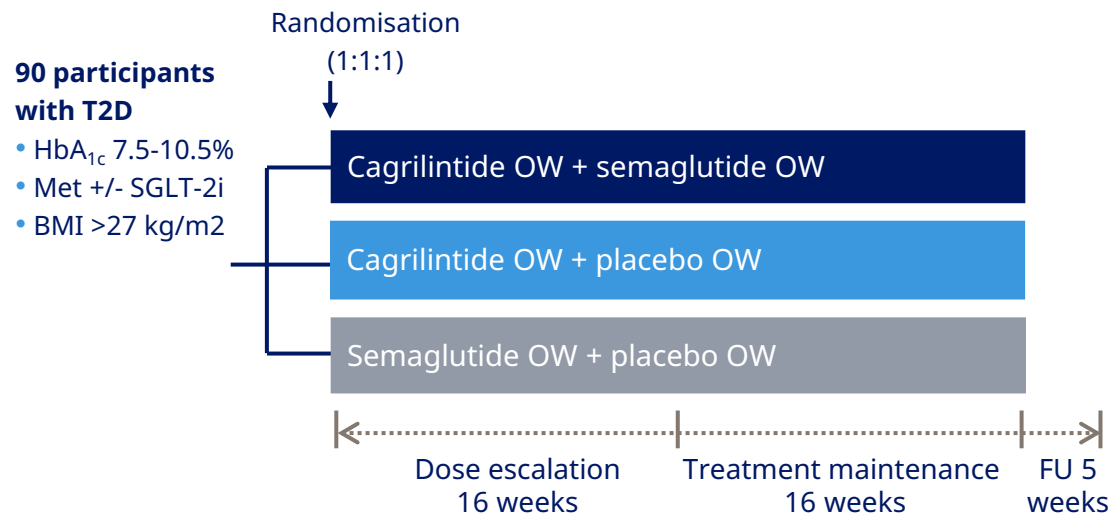 Randomisation
(1:1:1)
90 participants
with T2D
• HbA1c 7.5-10.5%
• Met +/- SGLT-2i
• BMI >27 kg/m2
Cagrilintide OW + semaglutide OW
Cagrilintide OW + placebo OW
Semaglutide OW + placebo OW
Dose escalation
16 weeks
Treatment maintenance
16 weeks
FU 5
weeks